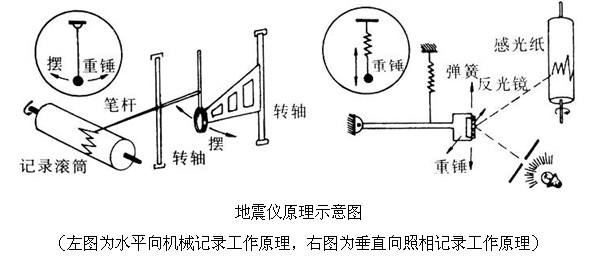 摆
重锤
笔杆
转轴
摆
转轴
记录滚筒
重锤
弹簧
感光纸
反光镜
重锤
地震仪原理示意图
（左图为水平向机械记录工作原理，右图为垂直向照相记录工作原理）